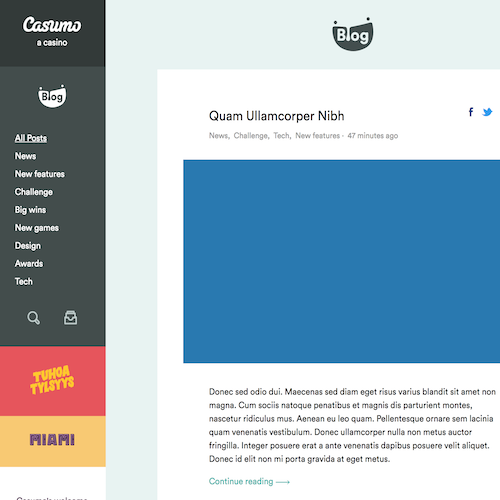 Casumo
a casino
Blog
All Posts
News
New features
Challenge
Big wins
New games
Design
Awards
Tech
TUHOA
TYLSYYS
MIAMI
Blog
Quam Ullamcorper Nibh
News, Challenge, Tech, New features · 47 minutes ago
Donec sed odio dui. Maecenas sed diam eget risus varius blandit sit amet non
magna. Cum sociis natoque penatibus et magnis dis parturient montes,
nascetur ridiculus mus. Aenean eu leo quam. Pellentesque ornare sem lacinia
quam venenatis vestibulum. Donec ullamcorper nulla non metus auctor
fringilla. Integer posuere erat a ante venenatis dapibus posuere velit aliquet.
Donec id elit non mi porta gravida at eget metus.
Continue reading